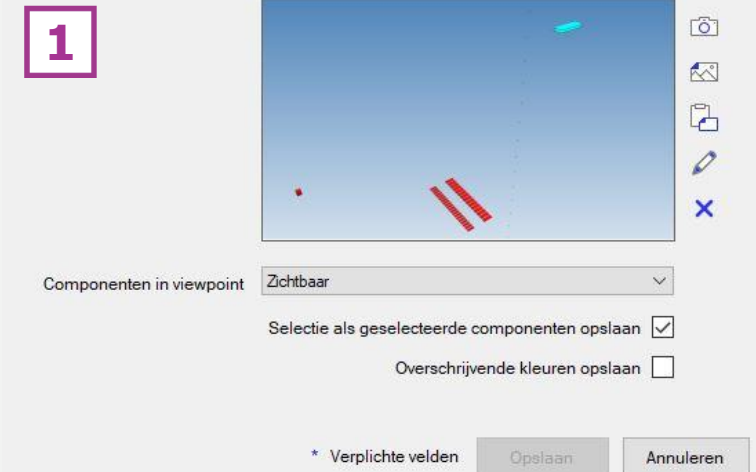 1
Componenten in viewpoint
Zichtbaar
Selectie als geselecteerde componenten opslaan
Overschrijvende kleuren opslaan
* Verplichte velden
Opslaan
Annuleren